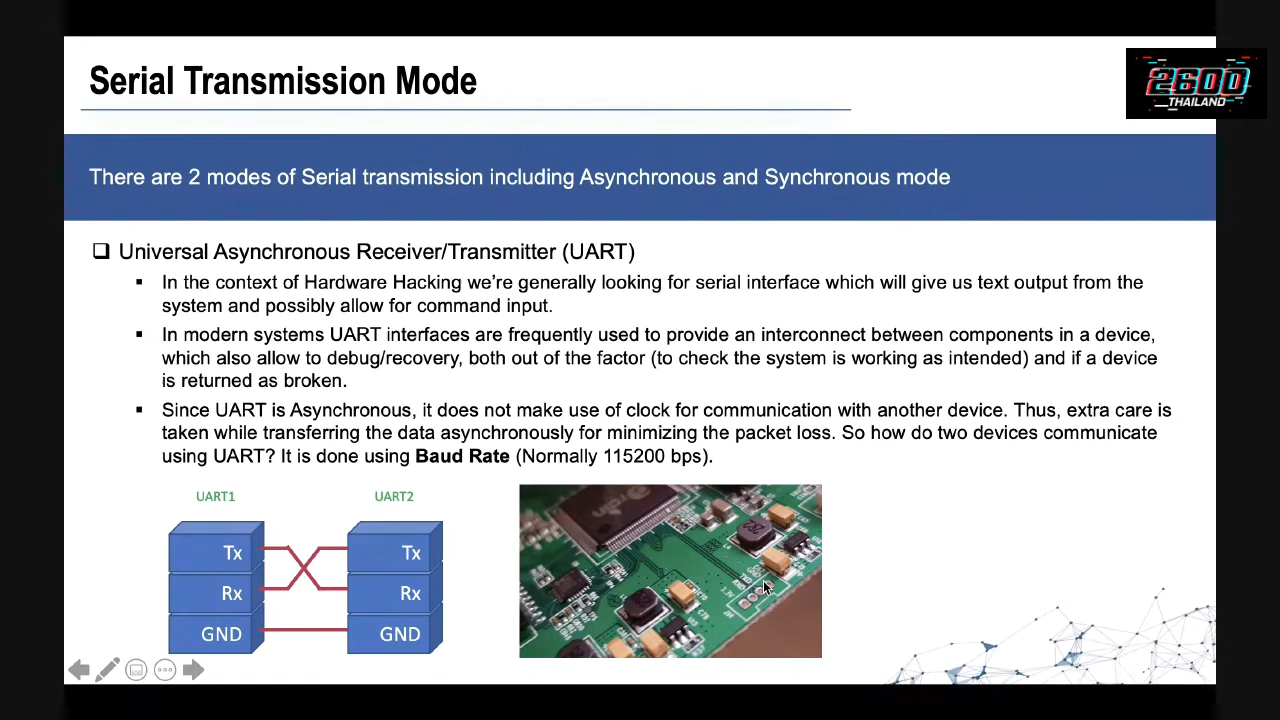 Serial Transmission Mode
2600
THAILAND
There are 2 modes of Serial transmission including Asynchronous and Synchronous mode
Universal Asynchronous Receiver/Transmitter (UART)
In the context of Hardware Hacking we're generally looking for serial interface which will give us text output from the
system and possibly allow for command input.
In modern systems UART interfaces are frequently used to provide an interconnect between components in a device,
which also allow to debug/recovery, both out of the factor (to check the system is working as intended) and if a device
is returned as broken.
Since UART is Asynchronous, it does not make use of clock for communication with another device. Thus, extra care is
taken while transferring the data asynchronously for minimizing the packet loss. So how do two devices communicate
using UART? It is done using Baud Rate (Normally 115200 bps).
UART1
UART2
Tx
Tx
Rx
Rx
GND
GND
2R2
GND
TXD
RXD
3.3V